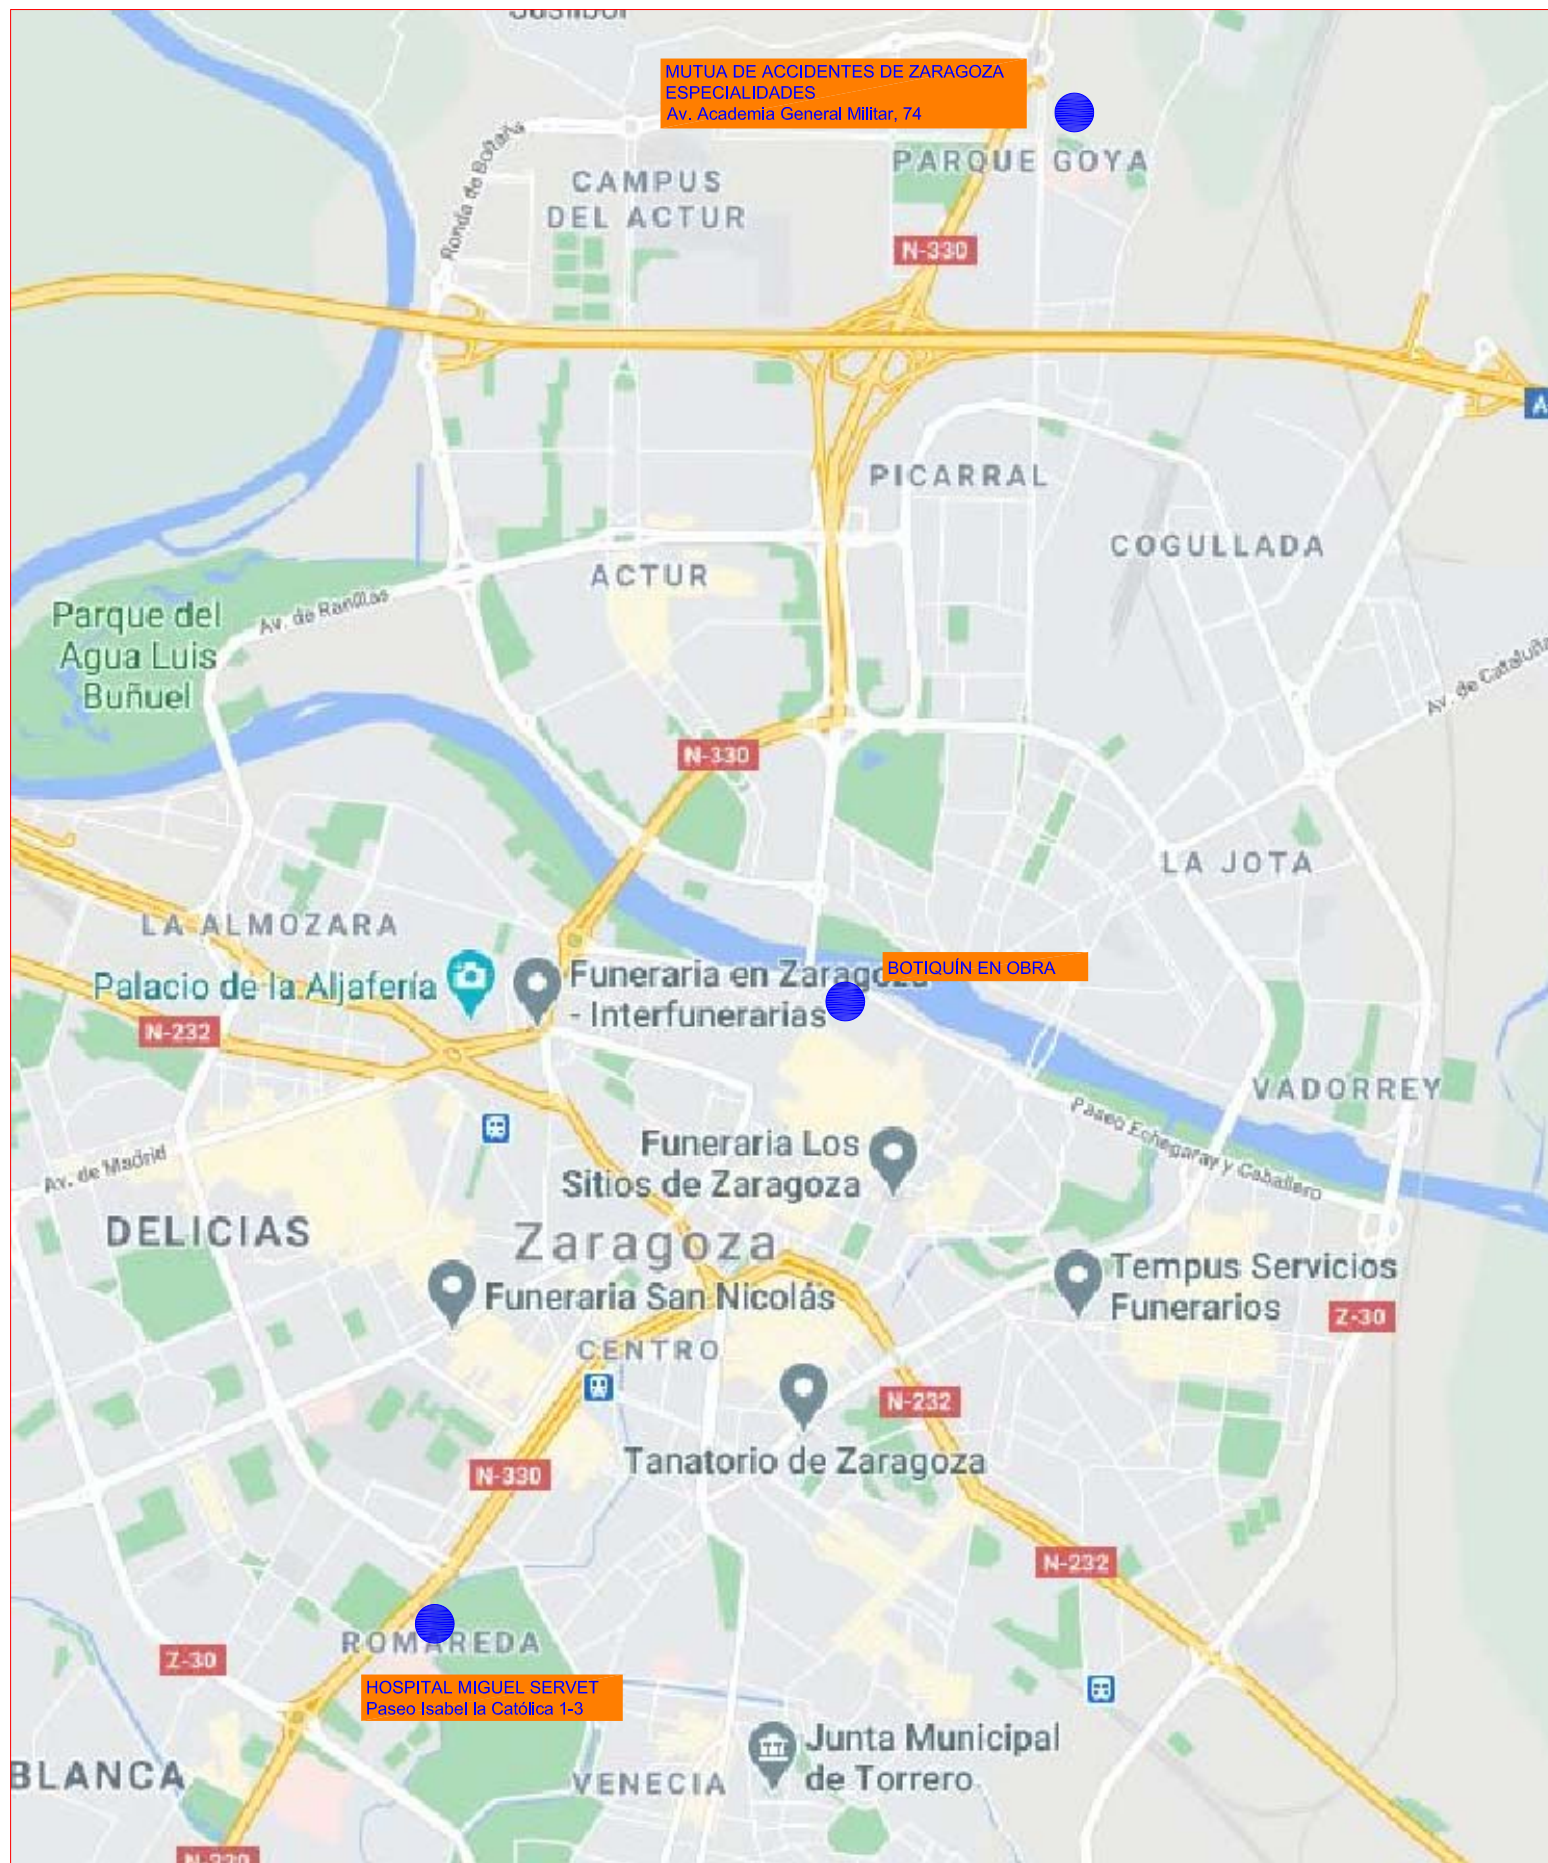 Juslibol
MUTUA DE ACCIDENTES DE ZARAGOZA
ESPECIALIDADES
Av. Academia General Militar, 74
PARQUE GOYA
Ronda de Boltaña
CAMPUS
DEL ACTUR
N-330
A
PICARRAL
COGULLADA
ACTUR
Av. de Ranillas
Parque del
Agua Luis
Buñuel
Av. de Cataluña
N-330
LA JOTA
LA ALMOZARA
Palacio de la Aljafería
Funeraria en Zaragoza
- Interfunerarias
BOTIQUÍN EN OBRA
N-232
VADORREY
Paseo Echegaray y Caballero
Av. de Madrid
Funeraria Los
Sitios de Zaragoza
DELICIAS
Zaragoza
Tempus Servicios
Funerarios
Funeraria San Nicolás
Z-30
CENTRO
N-232
Tanatorio de Zaragoza
N-330
N-232
ROMAREDA
Z-30
HOSPITAL MIGUEL SERVET
Paseo Isabel la Católica 1-3
Junta Municipal
de Torrero
BLANCA
VENECIA
N-330